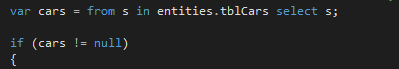 var cars = from s in entities.tblCars select s;
if (cars != null)
{